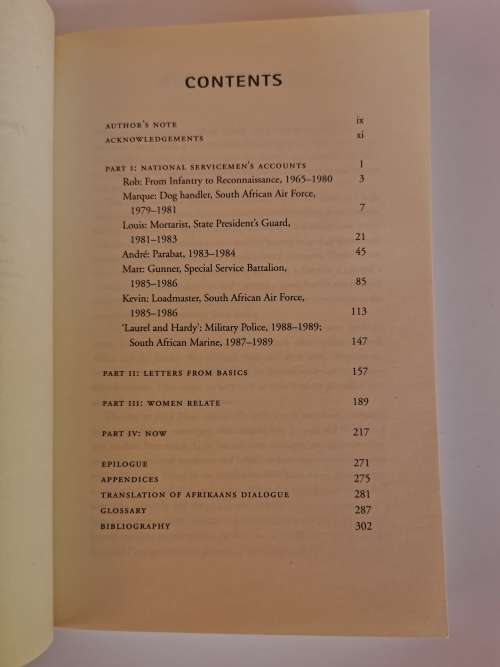 CONTENTS
AUTHOR'S NOTE ix
ACKNOWLEDGEMENTS xi
PART I: NATIONAL SERVICEMEN'S ACCOUNTS 1
Rob: From Infantry to Reconnaissance, 1965–1980 3
Marque: Dog handler, South African Air Force,
1979–1981 7
Louis: Mortarist, State President's Guard,
1981–1983 21
André: Parabat, 1983–1984 45
Matt: Gunner, Special Service Battalion,
1985–1986 85
Kevin: Loadmaster, South African Air Force,
1985–1986 113
'Laurel and Hardy': Military Police, 1988–1989;
South African Marine, 1987–1989 147
PART II: LETTERS FROM BASICS 157
PART III: WOMEN RELATE 189
PART IV: NOW 217
EPILOGUE 271
APPENDICES 275
TRANSLATION OF AFRIKAANS DIALOGUE 281
GLOSSARY 287
BIBLIOGRAPHY 302